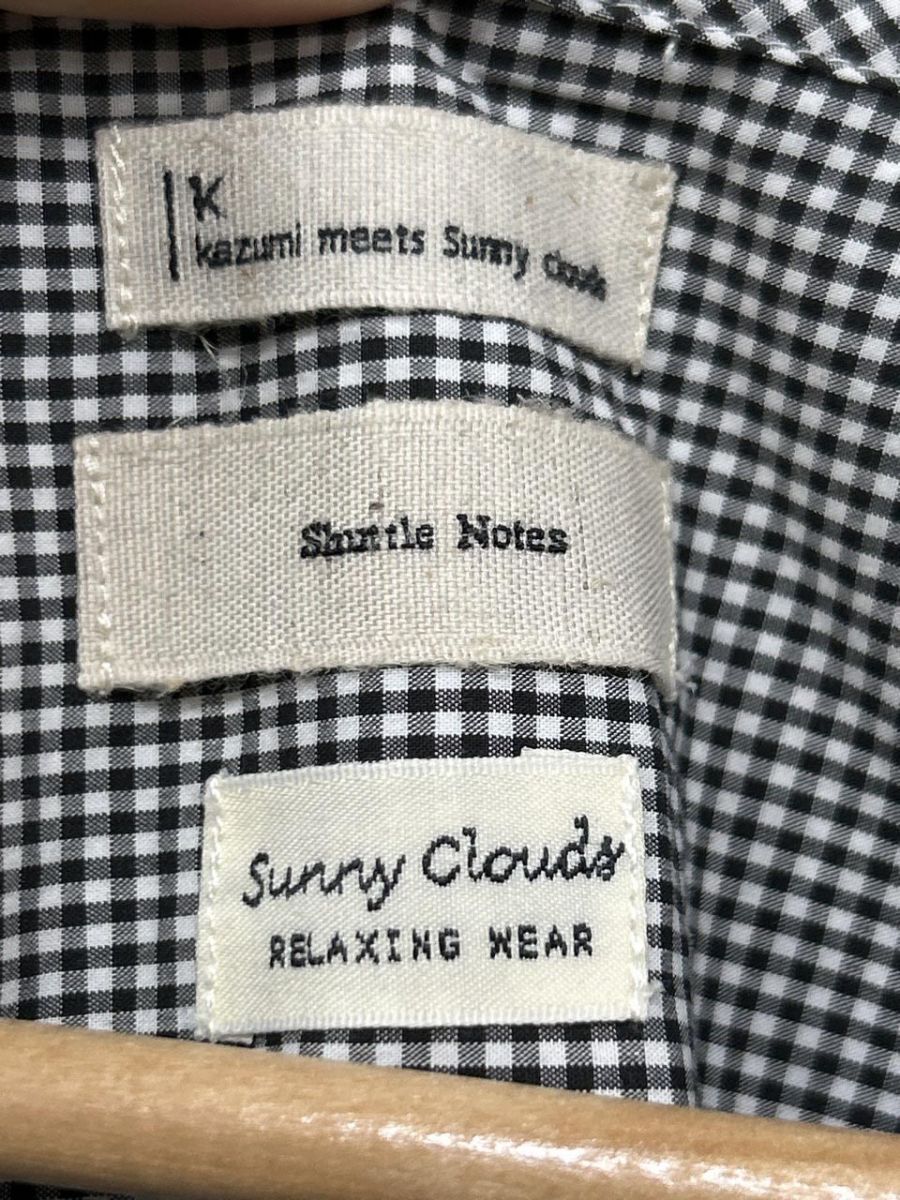 K
kazumi meets Sunny clouds
Shuttle Notes
Sunny Clouds
RELAXING WEAR